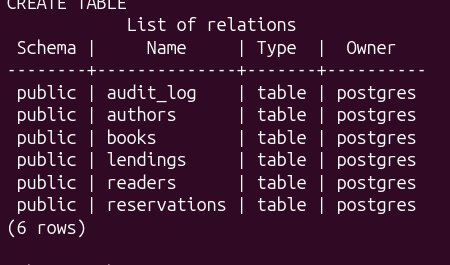 CREATE TABLE
             List of relations
 Schema |     Name     | Type  |  Owner
--------+--------------+-------+----------
 public | audit_log    | table | postgres
 public | authors      | table | postgres
 public | books        | table | postgres
 public | lendings     | table | postgres
 public | readers      | table | postgres
 public | reservations | table | postgres
(6 rows)